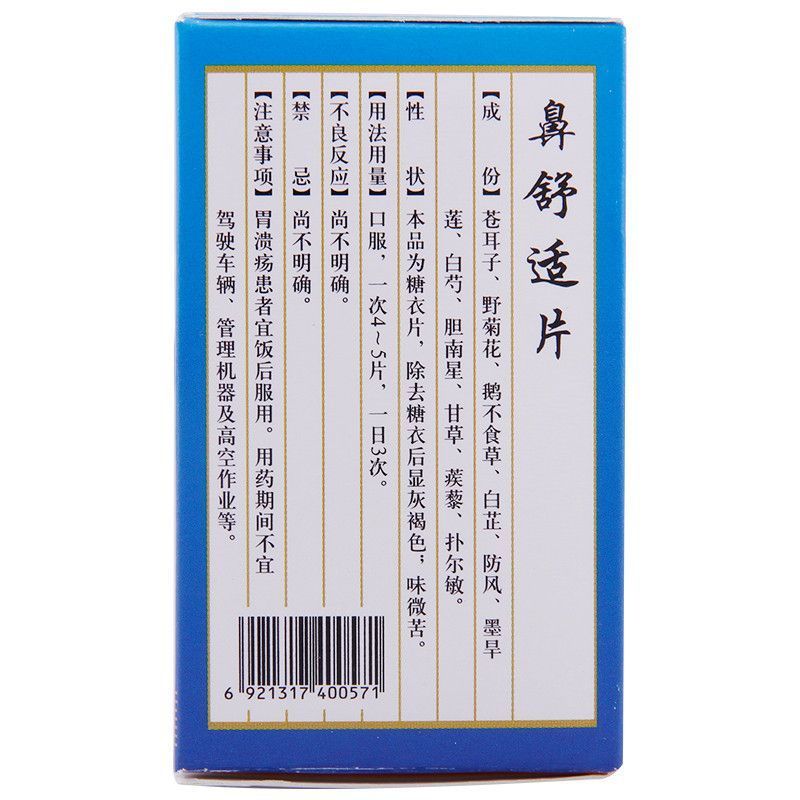 鼻舒适片
【成份】苍耳子、野菊花、鹅不食草、白芷、防风、墨旱
莲、白芍、胆南星、甘草、蒺藜、扑尔敏。
【性状】本品为糖衣片，除去糖衣后显灰褐色；味微苦。
【用法用量】口服，一次4～5片，一日3次。
【不良反应】尚不明确。
【禁忌】尚不明确。
【注意事项】胃溃疡患者宜饭后服用。用药期间不宜
驾驶车辆、管理机器及高空作业等。
6 921317 400571